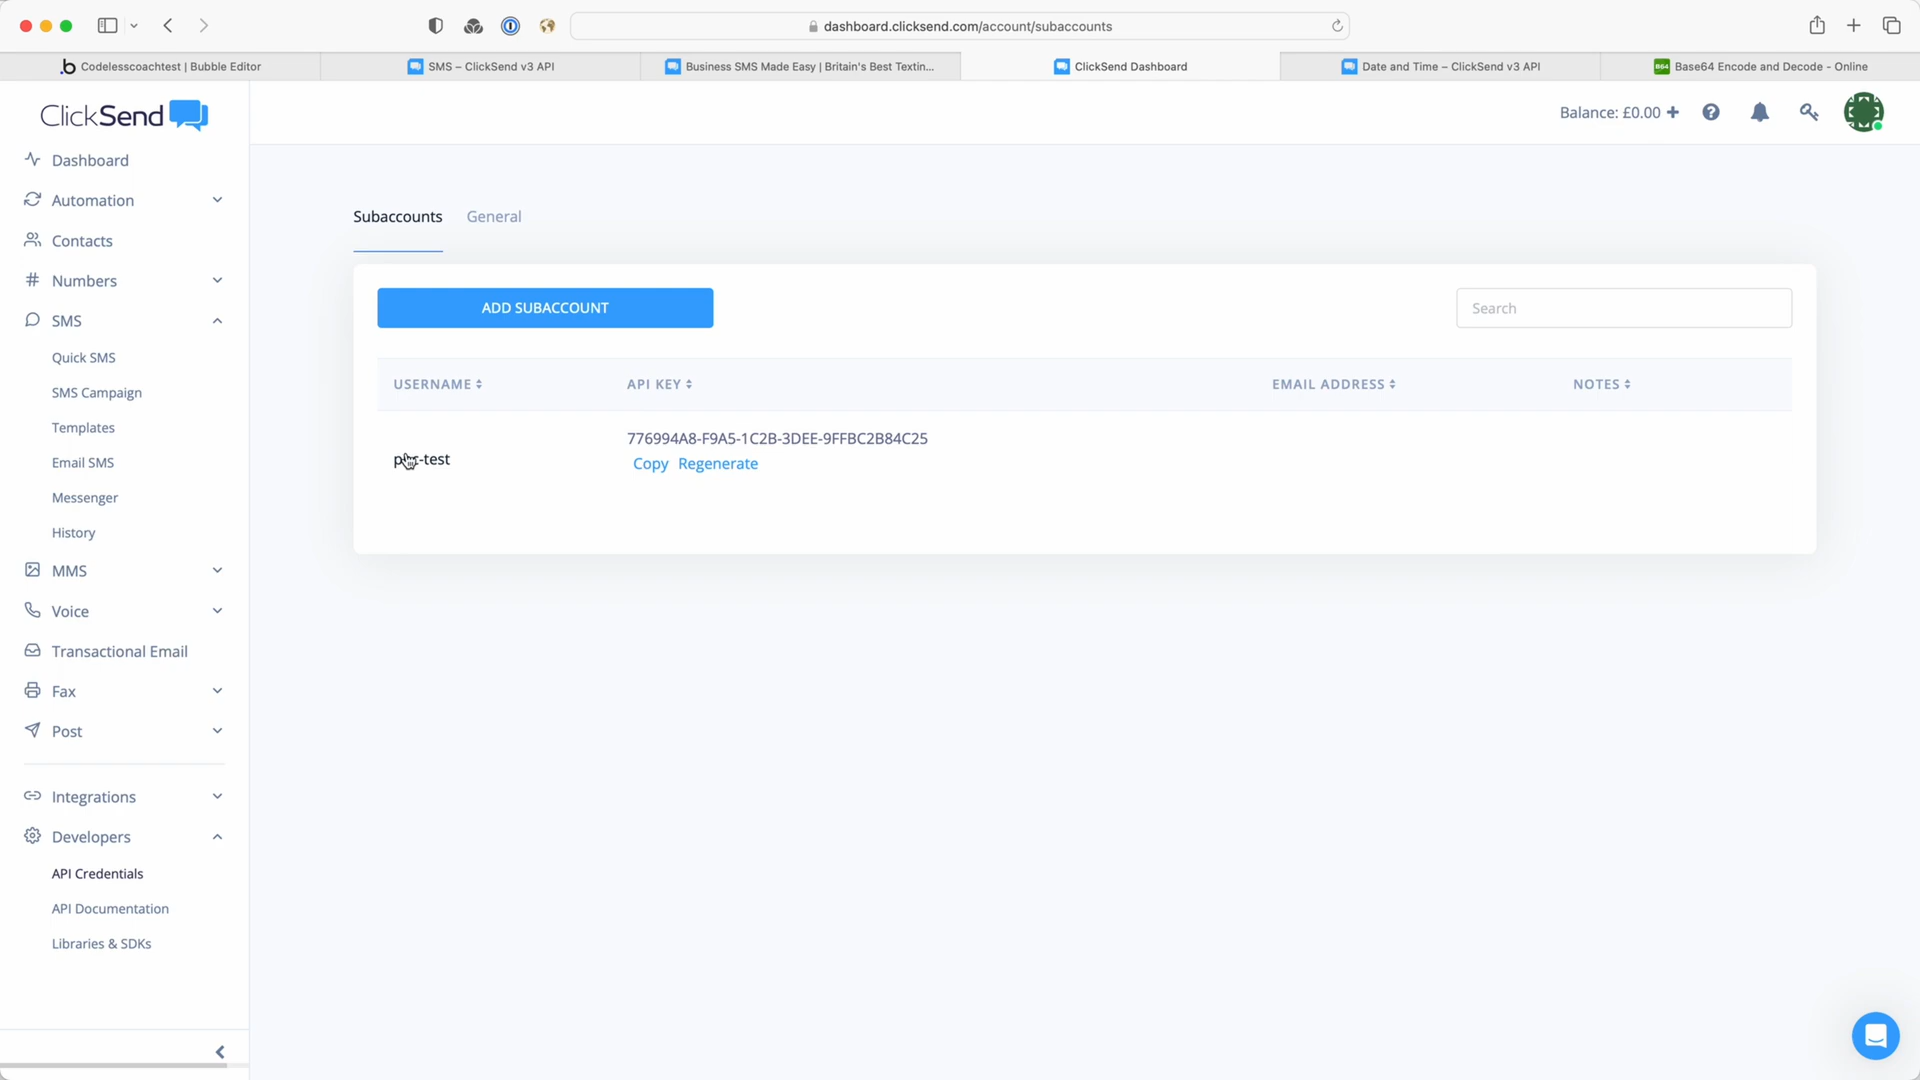 dashboard.clicksend.com/account/subaccounts
Codelesscoachtest | Bubble Editor
SMS – ClickSend v3 API
Business SMS Made Easy | Britain's Best Textin...
ClickSend Dashboard
Date and Time – ClickSend v3 API
B64
Base64 Encode and Decode - Online
ClickSend
Balance: £0.00 +
Dashboard
Automation
Contacts
Numbers
SMS
Quick SMS
SMS Campaign
Templates
Email SMS
Messenger
History
MMS
Voice
Transactional Email
Fax
Post
Integrations
Developers
API Credentials
API Documentation
Libraries & SDKs
Subaccounts
General
ADD SUBACCOUNT
Search
USERNAME
API KEY
EMAIL ADDRESS
NOTES
-test
776994A8-F9A5-1C2B-3DEE-9FFBC2B84C25
Copy Regenerate